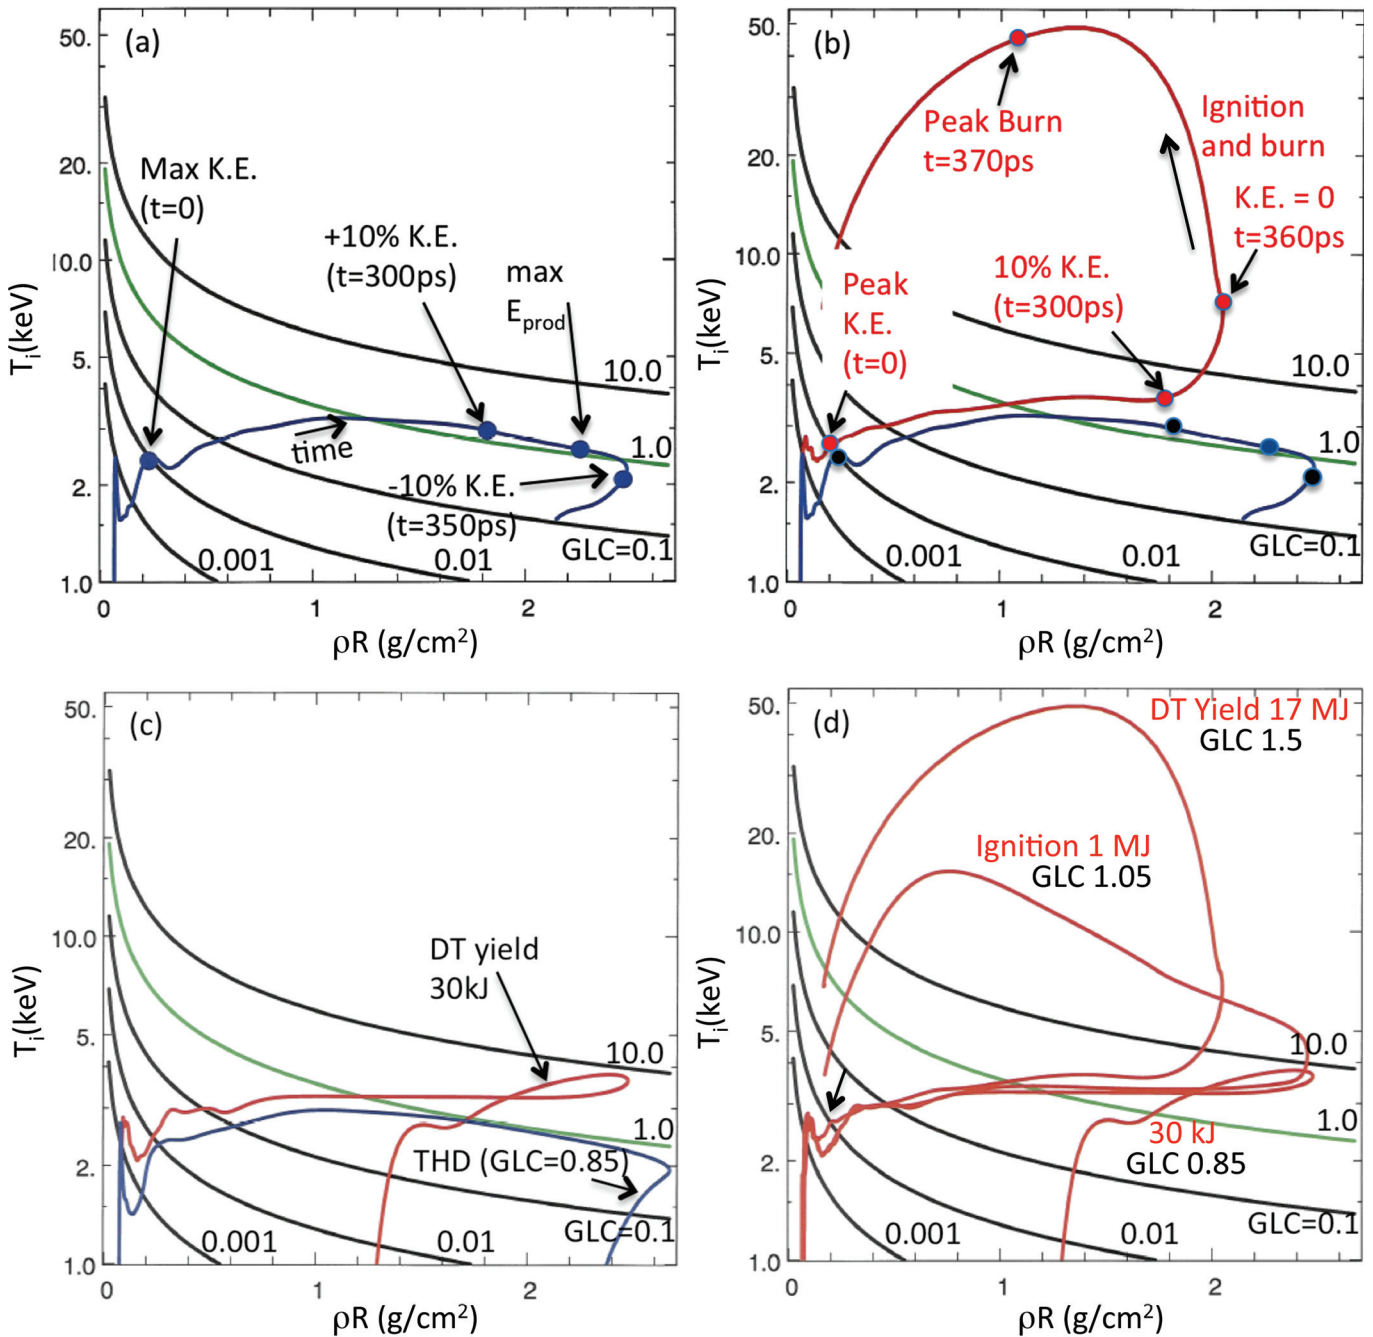 (a)
50.
20.
10.0
5.
2.
1.0
Tᵢ(keV)
Max K.E.
(t=0)
+10% K.E.
(t=300ps)
max
E_prod
10.0
time
1.0
-10% K.E.
(t=350ps)
GLC=0.1
0.001
0.01
0
1
2
ρR (g/cm²)
(b)
50.
20.
10.0
5.
2.
1.0
Tᵢ(keV)
Peak Burn
t=370ps
Ignition
and burn
K.E. = 0
t=360ps
10% K.E.
(t=300ps)
Peak
K.E.
(t=0)
10.0
1.0
GLC=0.1
0.001
0.01
0
1
2
ρR (g/cm²)
(c)
50.
20.
10.0
5.
2.
1.0
Tᵢ(keV)
DT yield
30kJ
10.0
1.0
THD (GLC=0.85)
GLC=0.1
0.001
0.01
0
1
2
ρR (g/cm²)
(d)
50.
20.
10.0
5.
2.
1.0
Tᵢ(keV)
DT Yield 17 MJ
GLC 1.5
Ignition 1 MJ
GLC 1.05
10.0
1.0
30 kJ
GLC 0.85
GLC=0.1
0.001
0.01
0
1
2
ρR (g/cm²)